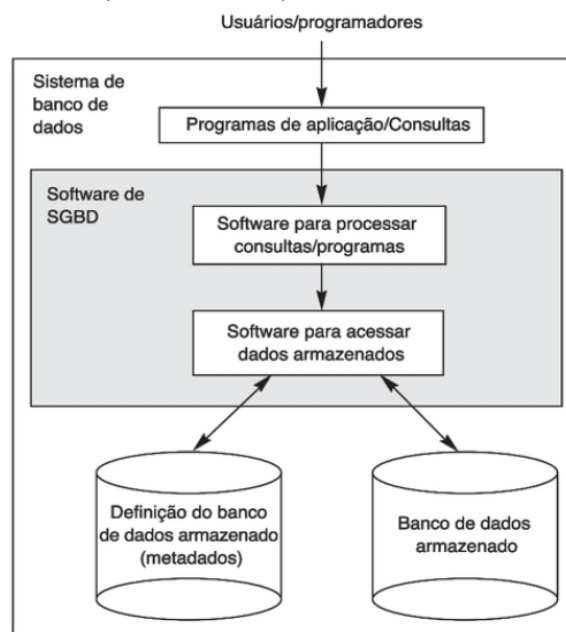 Usuários/programadores
Sistema de
banco de
dados
Programas de aplicação/Consultas
Software de
SGBD
Software para processar
consultas/programas
Software para acessar
dados armazenados
Definição do banco
de dados armazenado
(metadados)
Banco de dados
armazenado